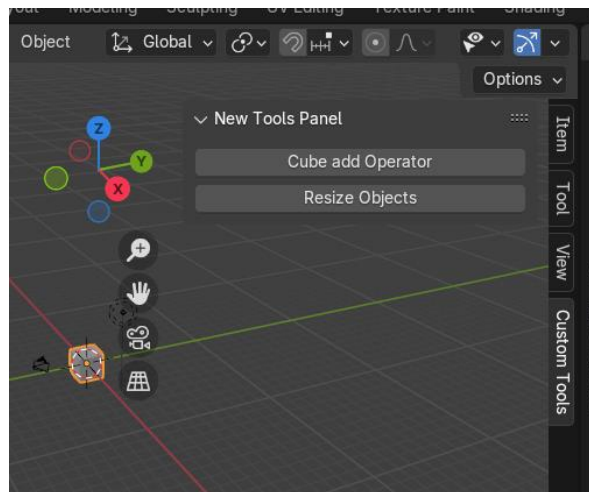 Object Global
Options
New Tools Panel
Cube add Operator
Resize Objects
Item
Tool
View
Custom Tools
Z
Y
X